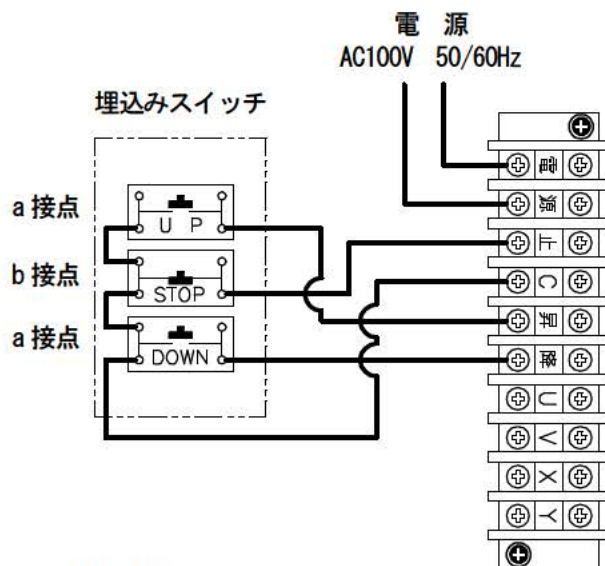 電 源
AC100V 50/60Hz
埋込みスイッチ
a 接点
U P
b 接点
STOP
a 接点
DOWN
電
源
止
C
昇
降
U
V
X
Y